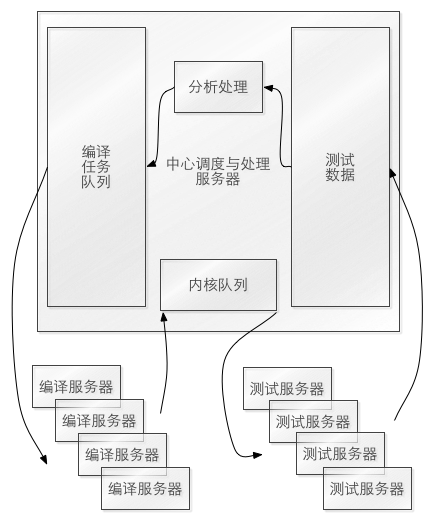 分析处理
编译
任务
队列
中心调度与处理
服务器
测试
数据
内核队列
编译服务器
编译服务器
编译服务器
编译服务器
测试服务器
测试服务器
测试服务器
测试服务器